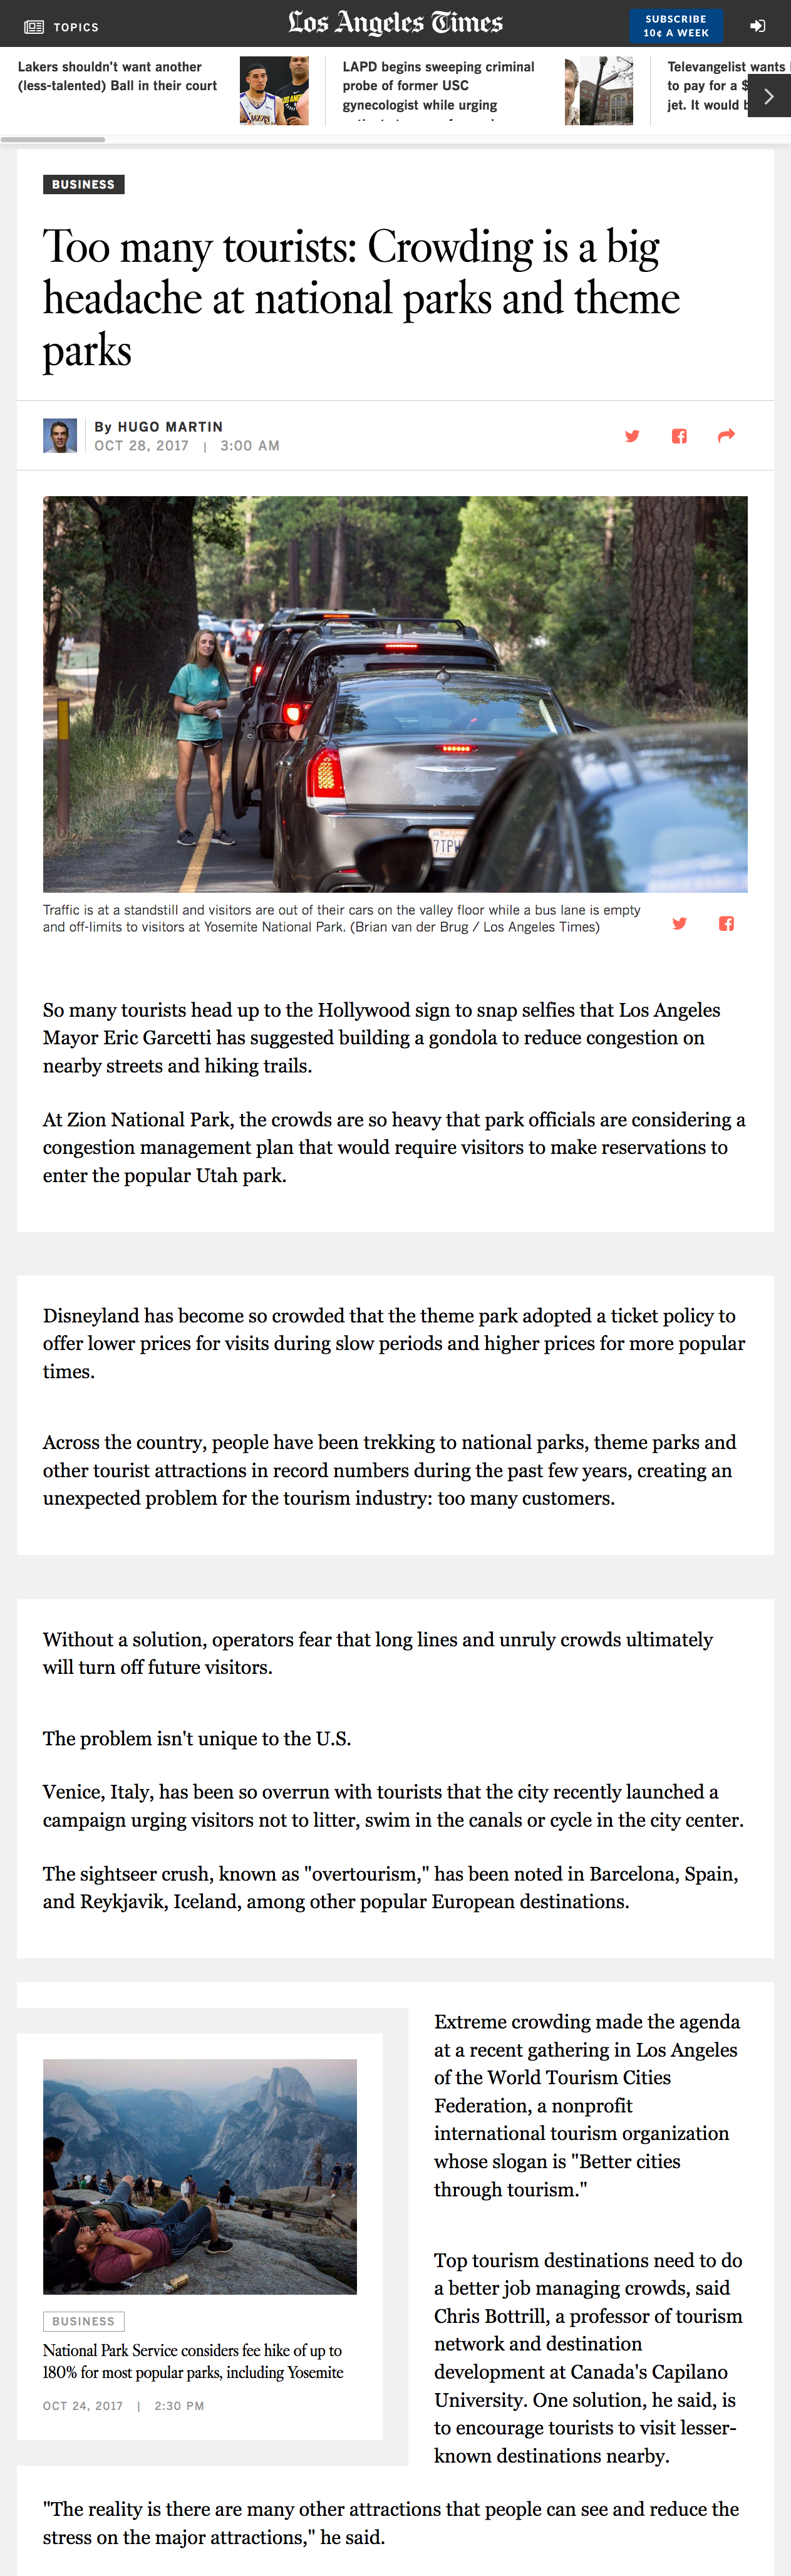 TOPICS
Los Angeles Times
SUBSCRIBE
10¢ A WEEK
Lakers shouldn't want another
(less-talented) Ball in their court
LAPD begins sweeping criminal
probe of former USC
gynecologist while urging
Televangelist wants
to pay for a $
jet. It would
BUSINESS
Too many tourists: Crowding is a big
headache at national parks and theme
parks
By HUGO MARTIN
OCT 28, 2017 | 3:00 AM
Traffic is at a standstill and visitors are out of their cars on the valley floor while a bus lane is empty
and off-limits to visitors at Yosemite National Park. (Brian van der Brug / Los Angeles Times)
So many tourists head up to the Hollywood sign to snap selfies that Los Angeles
Mayor Eric Garcetti has suggested building a gondola to reduce congestion on
nearby streets and hiking trails.
At Zion National Park, the crowds are so heavy that park officials are considering a
congestion management plan that would require visitors to make reservations to
enter the popular Utah park.
Disneyland has become so crowded that the theme park adopted a ticket policy to
offer lower prices for visits during slow periods and higher prices for more popular
times.
Across the country, people have been trekking to national parks, theme parks and
other tourist attractions in record numbers during the past few years, creating an
unexpected problem for the tourism industry: too many customers.
Without a solution, operators fear that long lines and unruly crowds ultimately
will turn off future visitors.
The problem isn't unique to the U.S.
Venice, Italy, has been so overrun with tourists that the city recently launched a
campaign urging visitors not to litter, swim in the canals or cycle in the city center.
The sightseer crush, known as "overtourism," has been noted in Barcelona, Spain,
and Reykjavik, Iceland, among other popular European destinations.
Extreme crowding made the agenda
at a recent gathering in Los Angeles
of the World Tourism Cities
Federation, a nonprofit
international tourism organization
whose slogan is "Better cities
through tourism."
Top tourism destinations need to do
a better job managing crowds, said
Chris Bottrill, a professor of tourism
network and destination
development at Canada's Capilano
University. One solution, he said, is
to encourage tourists to visit lesser-
known destinations nearby.
BUSINESS
National Park Service considers fee hike of up to
180% for most popular parks, including Yosemite
OCT 24, 2017 | 2:30 PM
"The reality is there are many other attractions that people can see and reduce the
stress on the major attractions," he said.